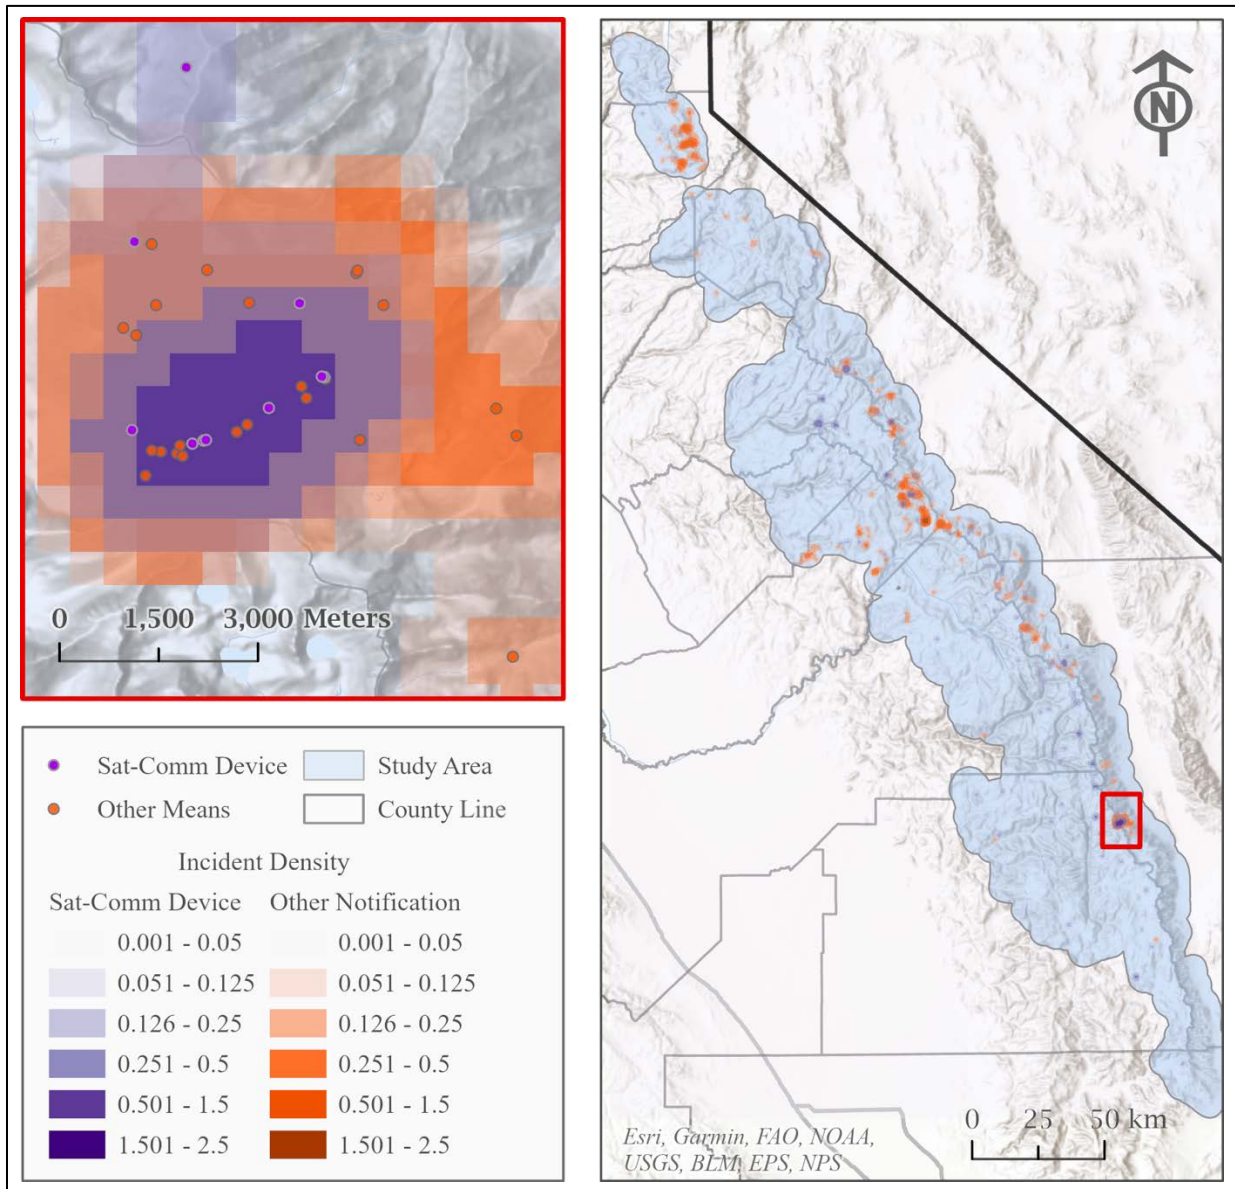 0 1,500 3,000 Meters
Sat-Comm Device Study Area
Other Means County Line
Incident Density
Sat-Comm Device Other Notification
0.001 - 0.05 0.001 - 0.05
0.051 - 0.125 0.051 - 0.125
0.126 - 0.25 0.126 - 0.25
0.251 - 0.5 0.251 - 0.5
0.501 - 1.5 0.501 - 1.5
1.501 - 2.5 1.501 - 2.5
N
0 25 50 km
Esri, Garmin, FAO, NOAA,
USGS, BLM, EPS, NPS